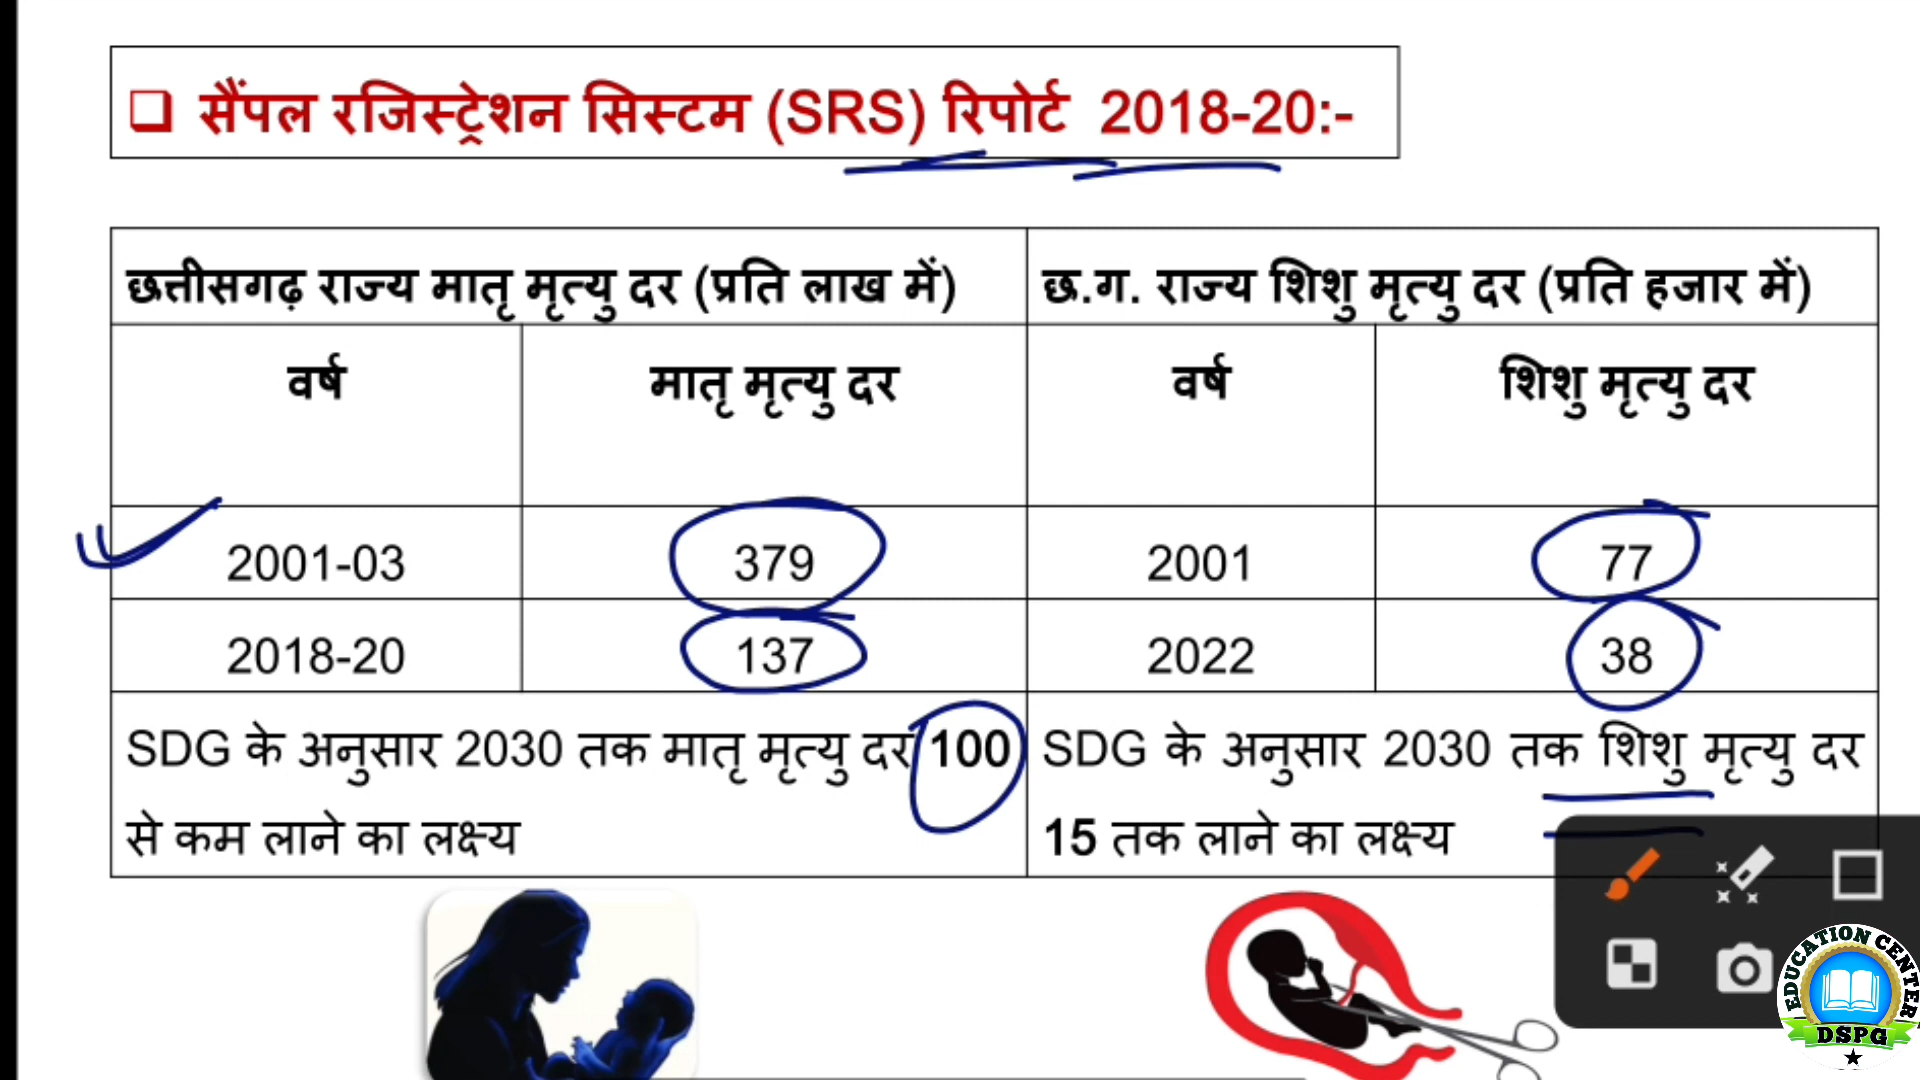 ❑ सैंपल रजिस्ट्रेशन सिस्टम (SRS) रिपोर्ट 2018-20:-
छत्तीसगढ़ राज्य मातृ मृत्यु दर (प्रति लाख में) छ.ग. राज्य शिशु मृत्यु दर (प्रति हजार में)
वर्ष मातृ मृत्यु दर वर्ष शिशु मृत्यु दर
2001-03 379 2001 77
2018-20 137 2022 38
SDG के अनुसार 2030 तक मातृ मृत्यु दर 100
से कम लाने का लक्ष्य
SDG के अनुसार 2030 तक शिशु मृत्यु दर
15 तक लाने का लक्ष्य
EDUCATION CENTER
DSPG